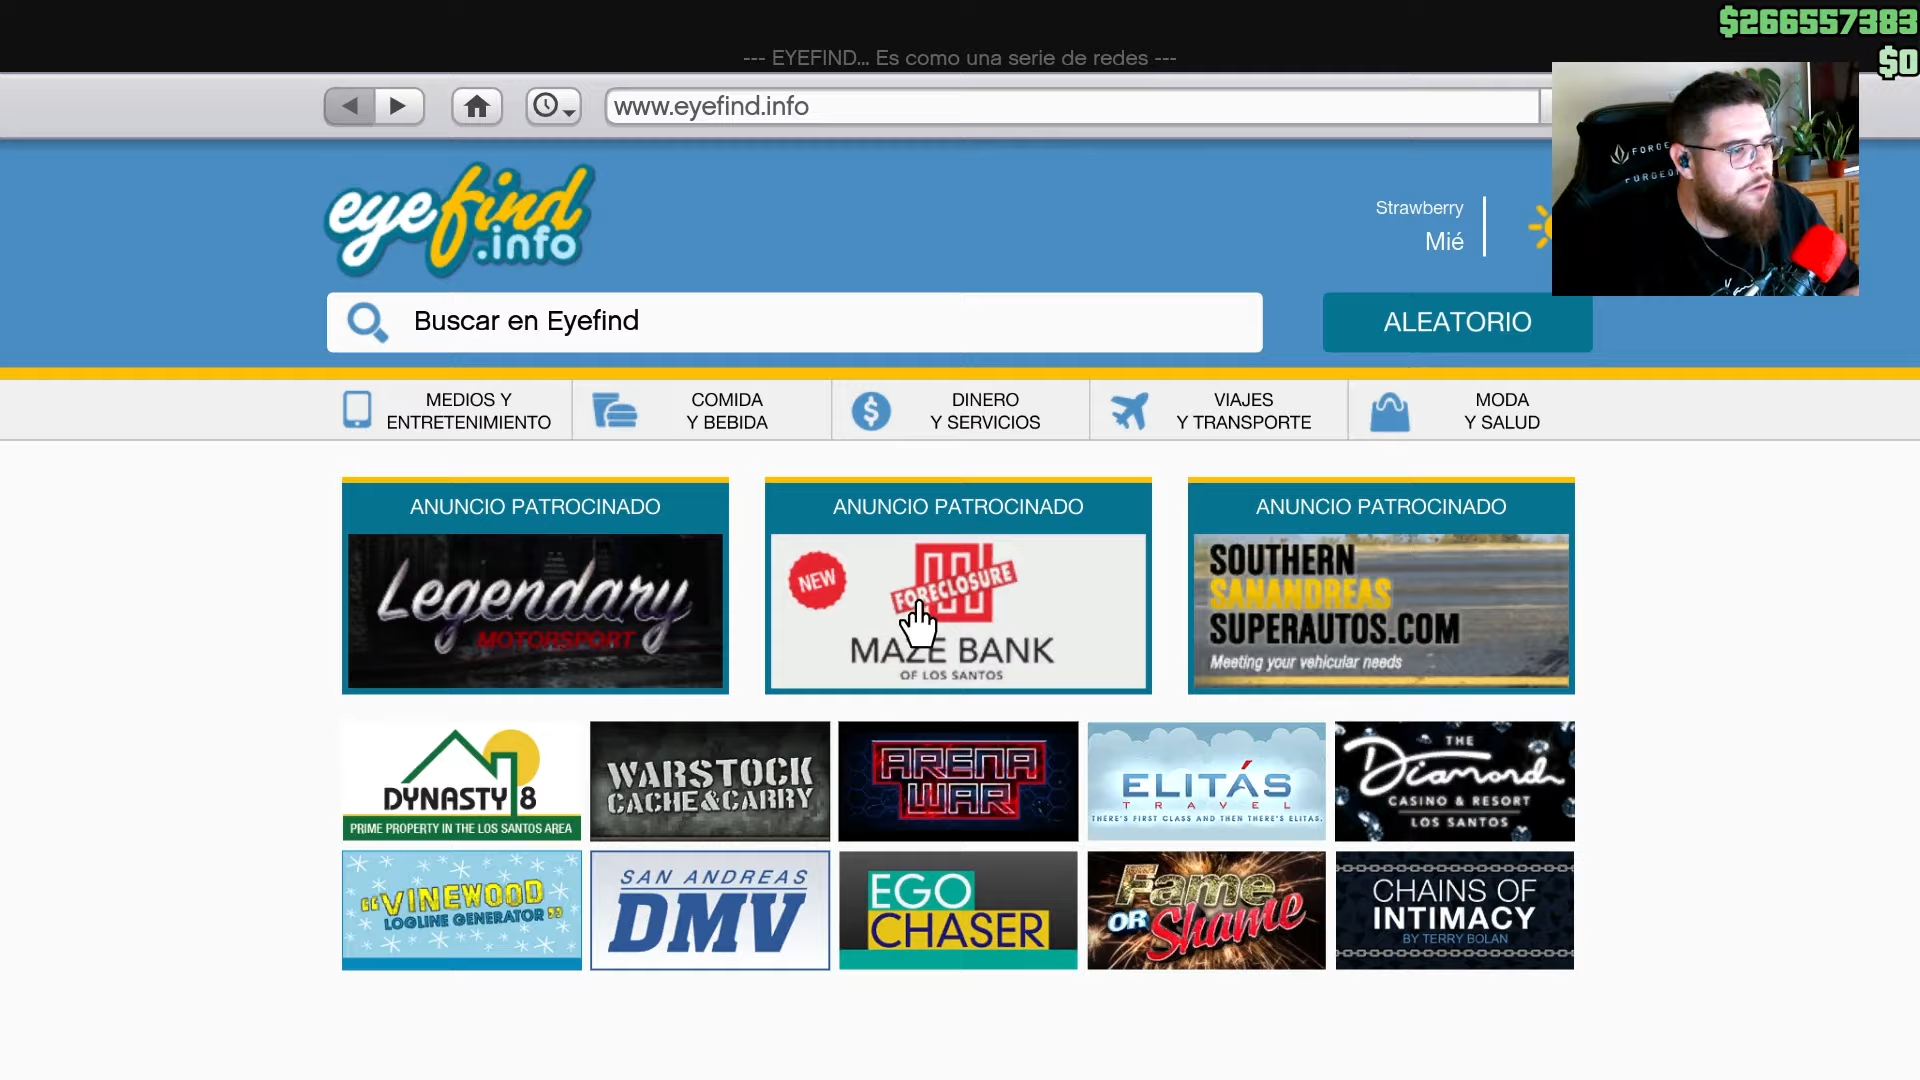 $266557383
--- EYEFIND... Es como una serie de redes ---
$0
www.eyefind.info
FORGE
FORGEON
eyefind
.info
Strawberry
Mié
Buscar en Eyefind
ALEATORIO
MEDIOS Y
ENTRETENIMIENTO
COMIDA
Y BEBIDA
DINERO
Y SERVICIOS
VIAJES
Y TRANSPORTE
MODA
Y SALUD
ANUNCIO PATROCINADO
Legendary
MOTORSPORT
ANUNCIO PATROCINADO
NEW
FORECLOSURE
MAZE BANK
OF LOS SANTOS
ANUNCIO PATROCINADO
SOUTHERN
SANANDREAS
SUPERAUTOS.COM
Meeting your vehicular needs
DYNASTY 8
PRIME PROPERTY IN THE LOS SANTOS AREA
WARSTOCK
CACHE&CARRY
ARENA
WAR
ELITÁS
TRAVEL
THERE'S FIRST CLASS AND THEN THERE'S ELITAS.
THE
Diamond
CASINO & RESORT
LOS SANTOS
"VINEWOOD
LOGLINE GENERATOR"
SAN ANDREAS
DMV
EGO
CHASER
Fame
OR Shame
CHAINS OF
INTIMACY
BY TERRY BOLAN